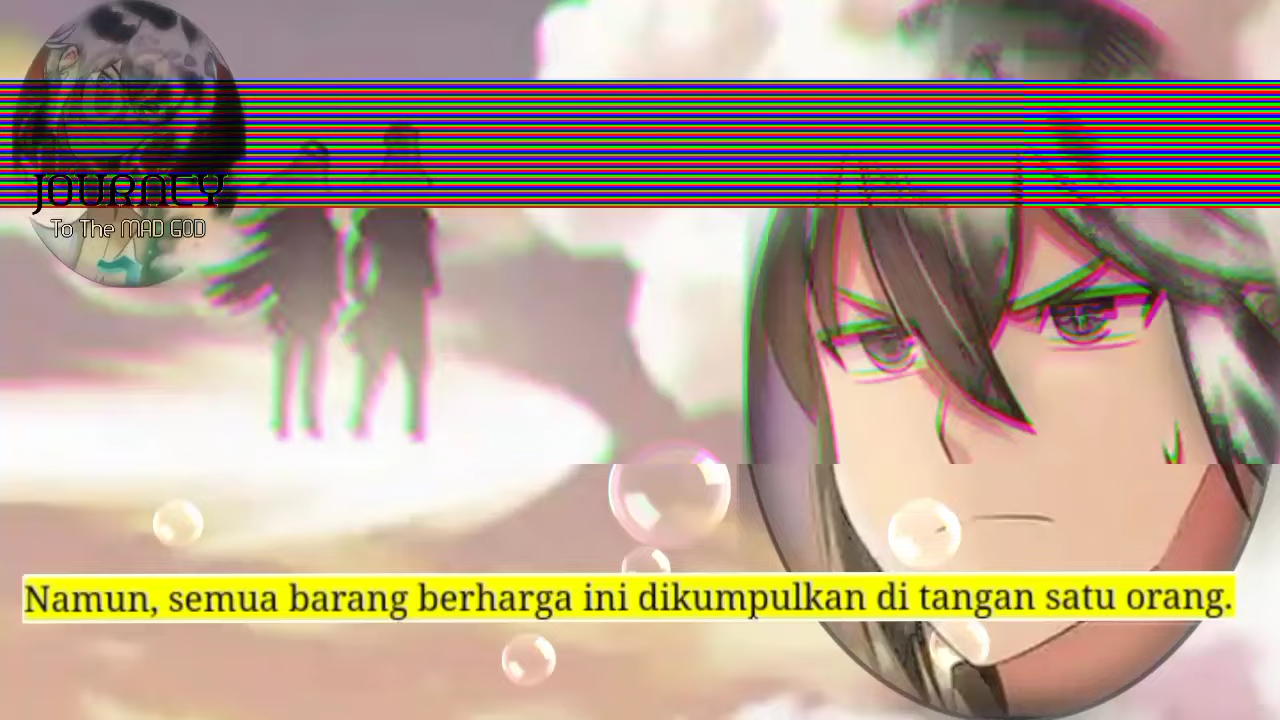 JOURNEY
To The MAD GOD
Namun, semua barang berharga ini dikumpulkan di tangan satu orang.